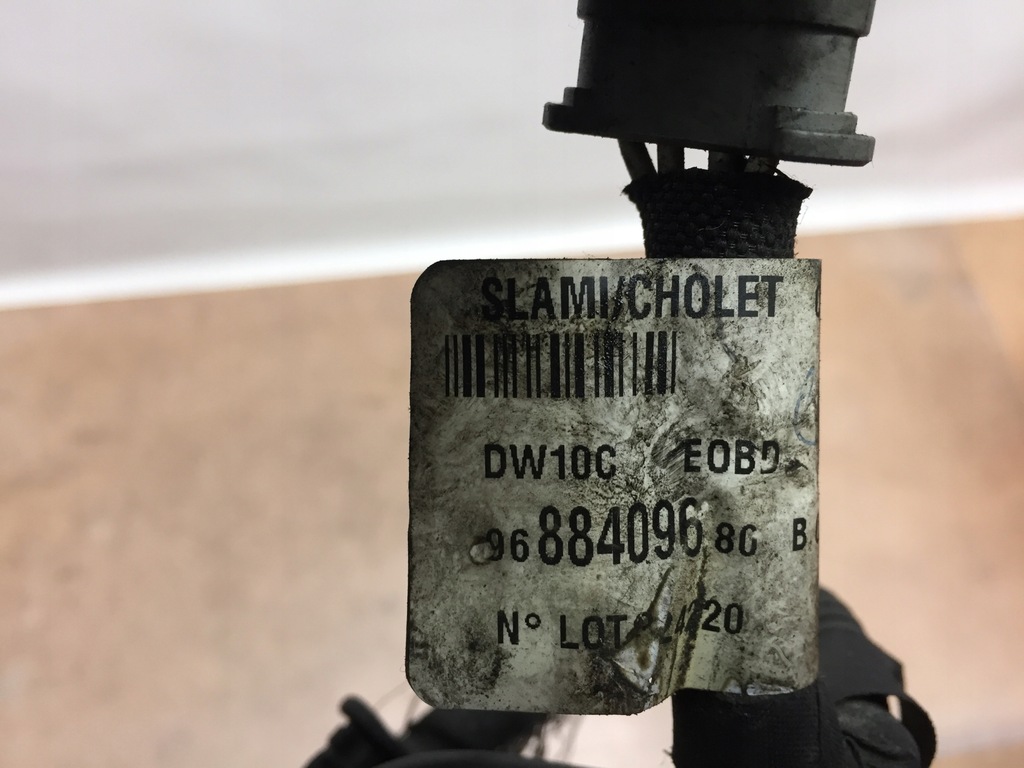 SLAMI/CHOLET
DW10C EOBD
96 884096 80 B
N° LOT